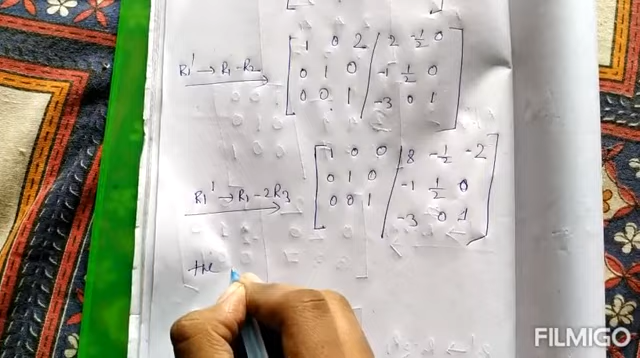 R1' → R1 - R2 [1 0 2 / 2 -1/2 0
0 1 0 / -1 1/2 0
0 0 1 / -3 0 1]
R1' → R1 - 2R3 [1 0 0 / 8 -1/2 -2
0 1 0 / -1 1/2 0
0 0 1 / -3 0 1]
the
FILMIGO